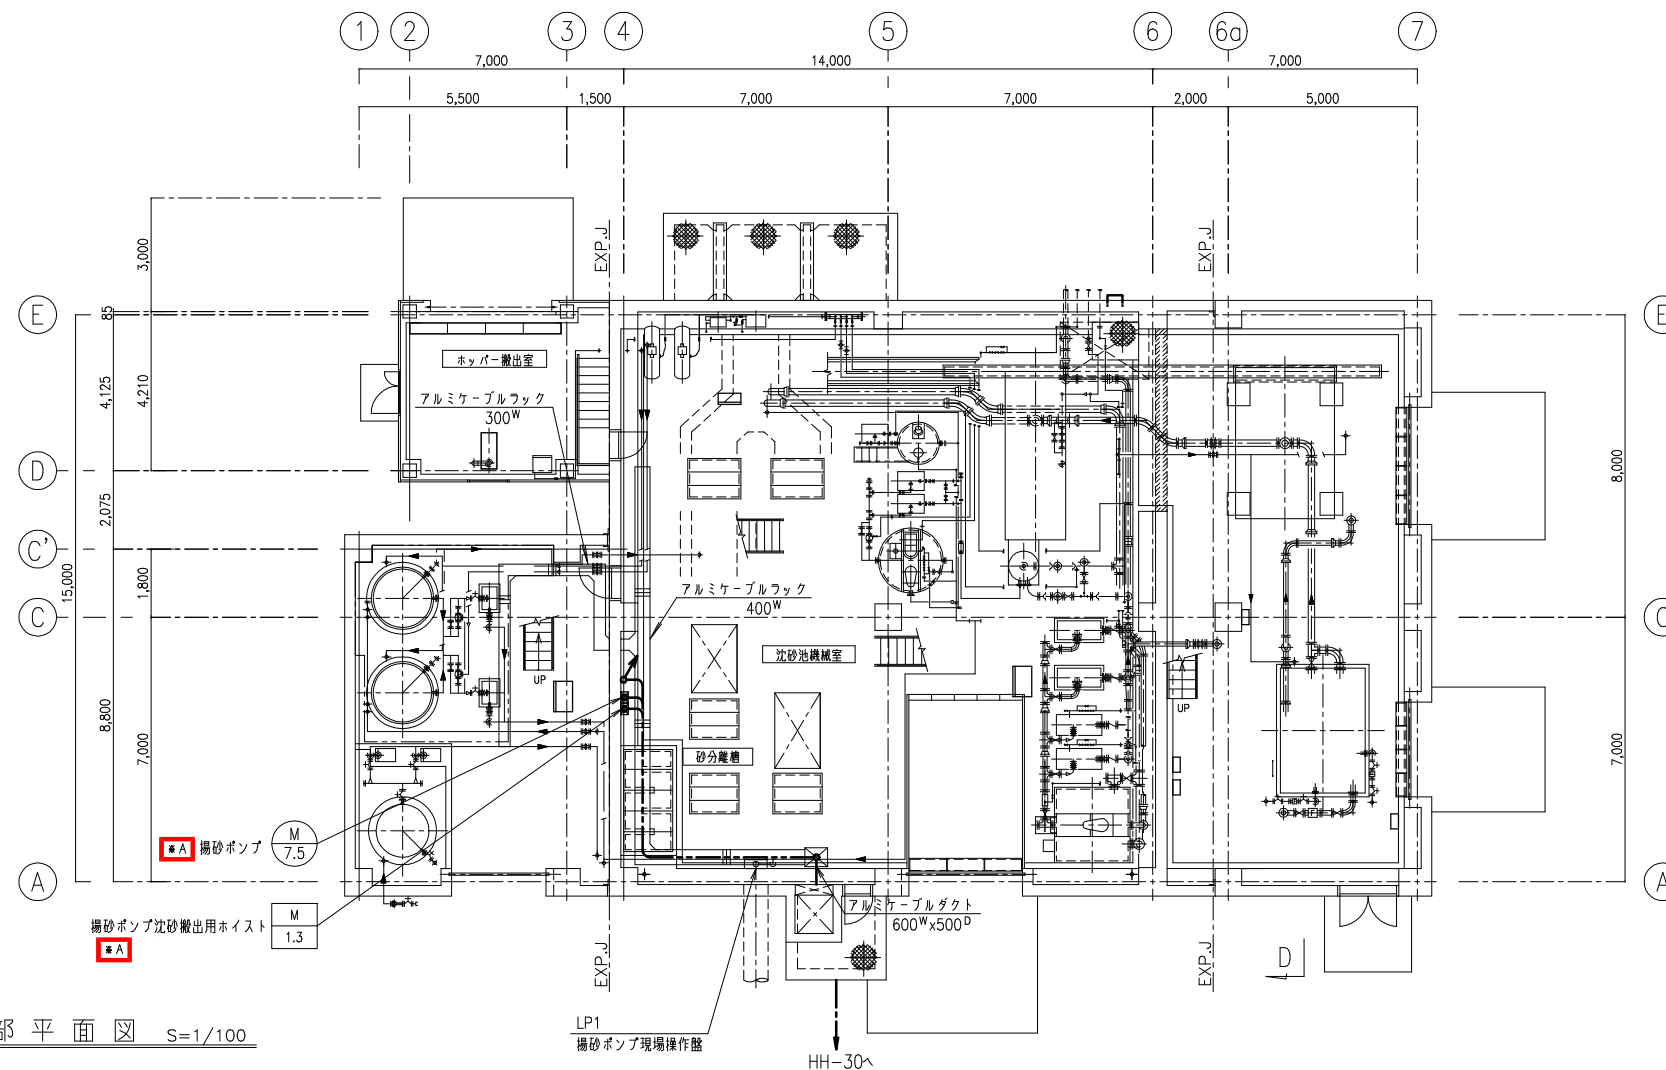 1 2 3 4 5 6 6a 7
7,000 14,000 7,000
5,500 1,500 7,000 7,000 2,000 5,000
EXP.J EXP.J
3,000
E E
85
ホッパー搬出室
アルミケーブルラック
300W
4,125 4,210
D
8,000
2,075
C'
15,000 1,800
アルミケーブルラック
400W
C C
沈砂池機械室
UP UP
8,800 7,000 7,000
砂分離槽
※A 揚砂ポンプ M
7.5
A A
アルミケーブルダクト
600Wx500D
揚砂ポンプ沈砂搬出用ホイスト M
1.3
※A
EXP.J EXP.J
D
LP1
揚砂ポンプ現場操作盤
HH-30へ
部平面図 S=1/100